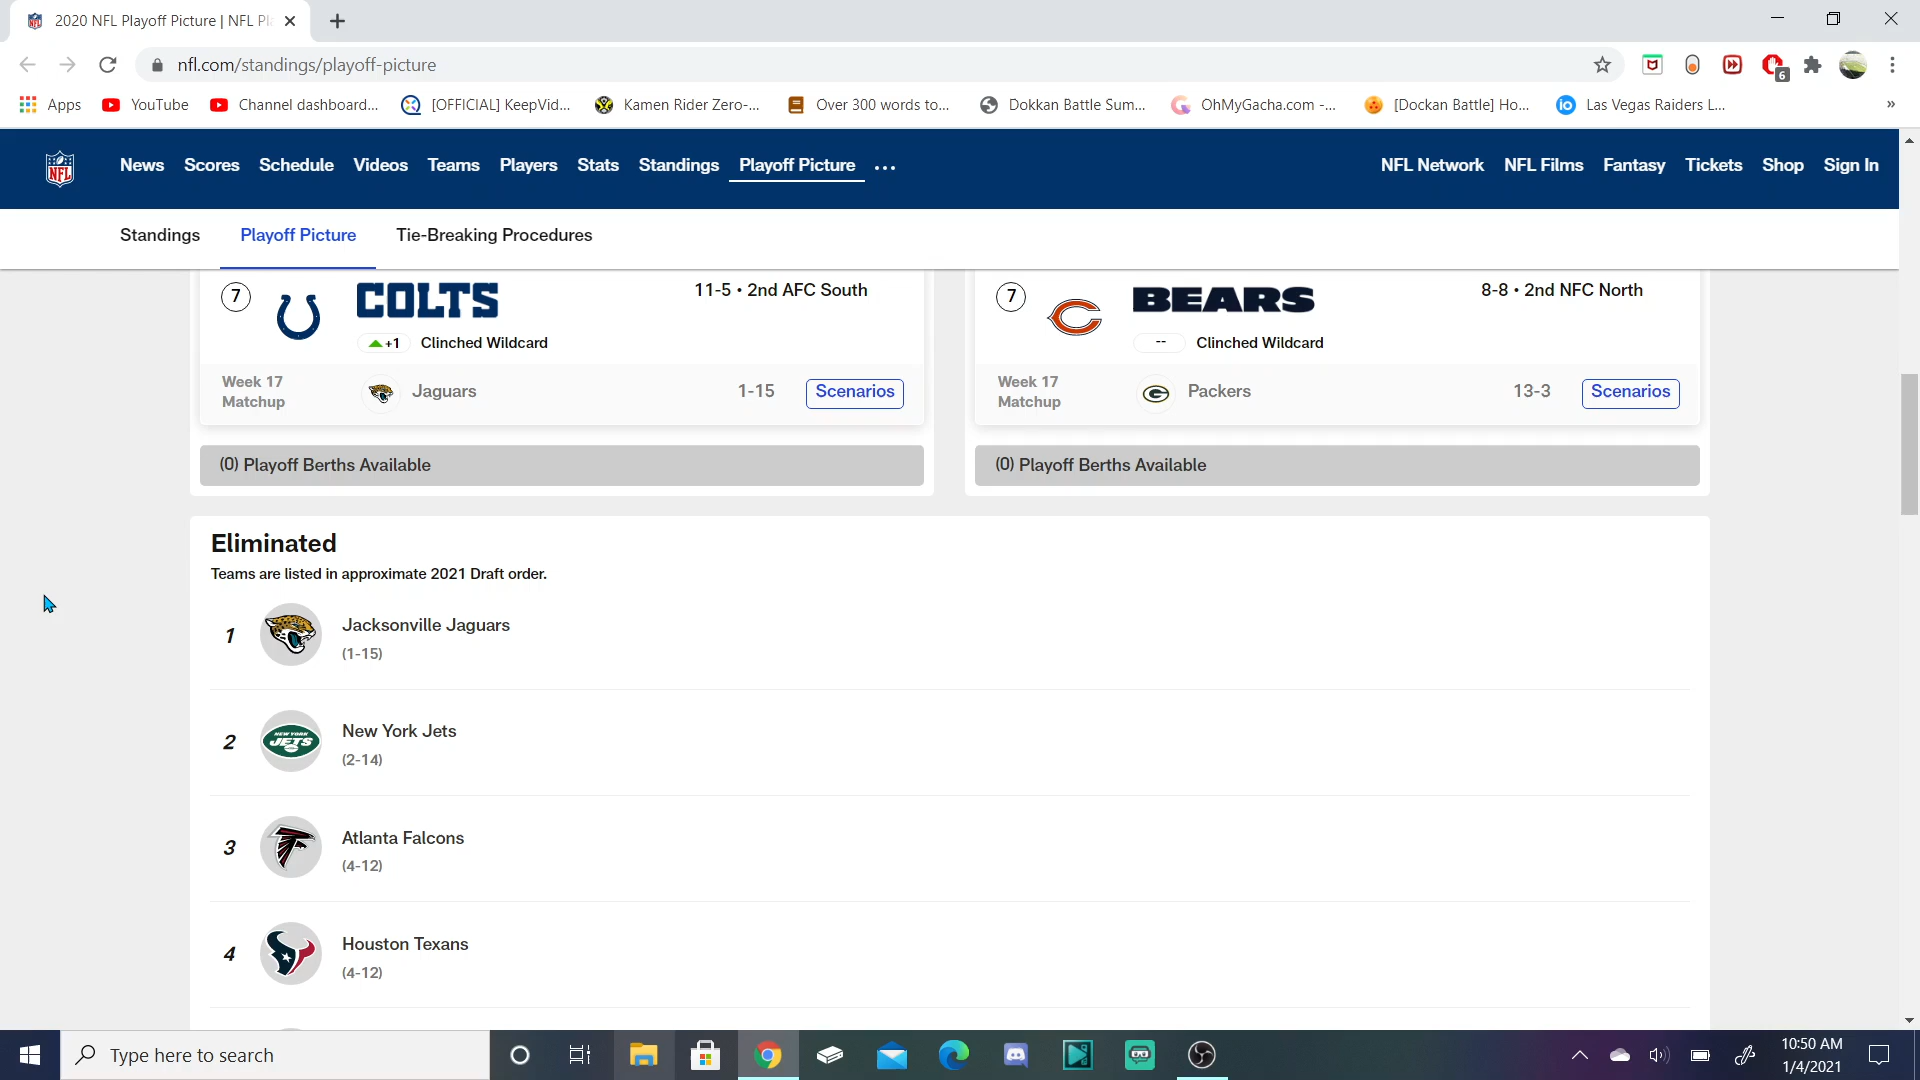 2020 NFL Playoff Picture | NFL Pl
nfl.com/standings/playoff-picture
6
Apps YouTube Channel dashboard... [OFFICIAL] KeepVid... Kamen Rider Zero-... Over 300 words to... Dokkan Battle Sum... OhMyGacha.com -... [Dockan Battle] Ho... Las Vegas Raiders L... »
NFL News Scores Schedule Videos Teams Players Stats Standings Playoff Picture ... NFL Network NFL Films Fantasy Tickets Shop Sign In
Standings Playoff Picture Tie-Breaking Procedures
7 COLTS 11-5 • 2nd AFC South
+1 Clinched Wildcard
Week 17 Matchup Jaguars 1-15 Scenarios
(0) Playoff Berths Available
7 BEARS 8-8 • 2nd NFC North
-- Clinched Wildcard
Week 17 Matchup Packers 13-3 Scenarios
(0) Playoff Berths Available
Eliminated
Teams are listed in approximate 2021 Draft order.
1 Jacksonville Jaguars
(1-15)
2 NEW YORK JETS New York Jets
(2-14)
3 Atlanta Falcons
(4-12)
4 Houston Texans
(4-12)
Type here to search
10:50 AM
1/4/2021